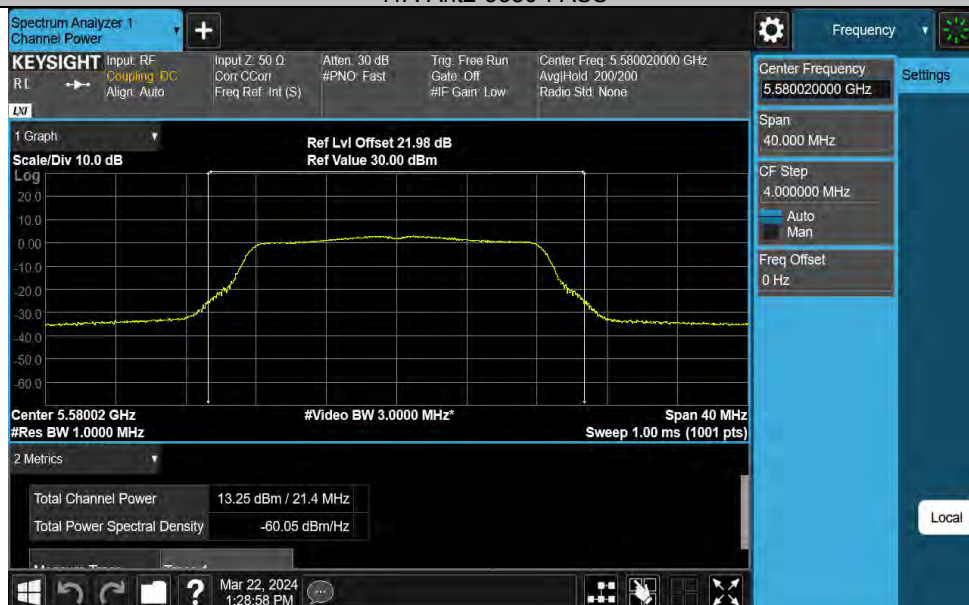 Spectrum Analyzer 1
Channel Power
+
Frequency
KEYSIGHT
RL
LXI
Input: RF
Coupling: DC
Align: Auto
Input Z: 50 Ω
Corr CCorr
Freq Ref: Int (S)
Atten: 30 dB
#PNO: Fast
Trig: Free Run
Gate: Off
#IF Gain: Low
Center Freq: 5.580020000 GHz
Avg|Hold: 200/200
Radio Std: None
Center Frequency
5.580020000 GHz
Settings
Span
40.000 MHz
CF Step
4.000000 MHz
Auto
Man
Freq Offset
0 Hz
1 Graph
Scale/Div 10.0 dB
Ref Lvl Offset 21.98 dB
Ref Value 30.00 dBm
Log
20.0
10.0
0.00
-10.0
-20.0
-30.0
-40.0
-50.0
-60.0
Center 5.58002 GHz
#Video BW 3.0000 MHz*
Span 40 MHz
#Res BW 1.0000 MHz
Sweep 1.00 ms (1001 pts)
2 Metrics
Total Channel Power 13.25 dBm / 21.4 MHz
Total Power Spectral Density -60.05 dBm/Hz
Local
?
Mar 22, 2024
1:28:58 PM